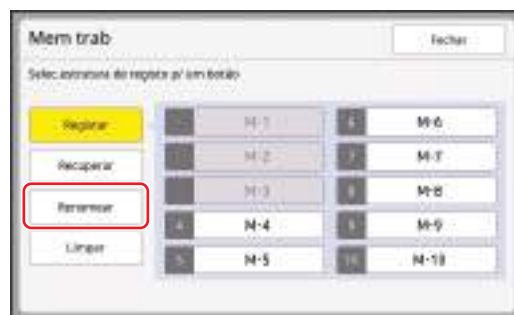 Mem trab
Fechar
Selec.estrutura do registo p/ um botão
Registar
Recuperar
Renomear
Limpar
M-1
M-2
M-3
4 M-4
5 M-5
6 M-6
7 M-7
8 M-8
9 M-9
10 M-10